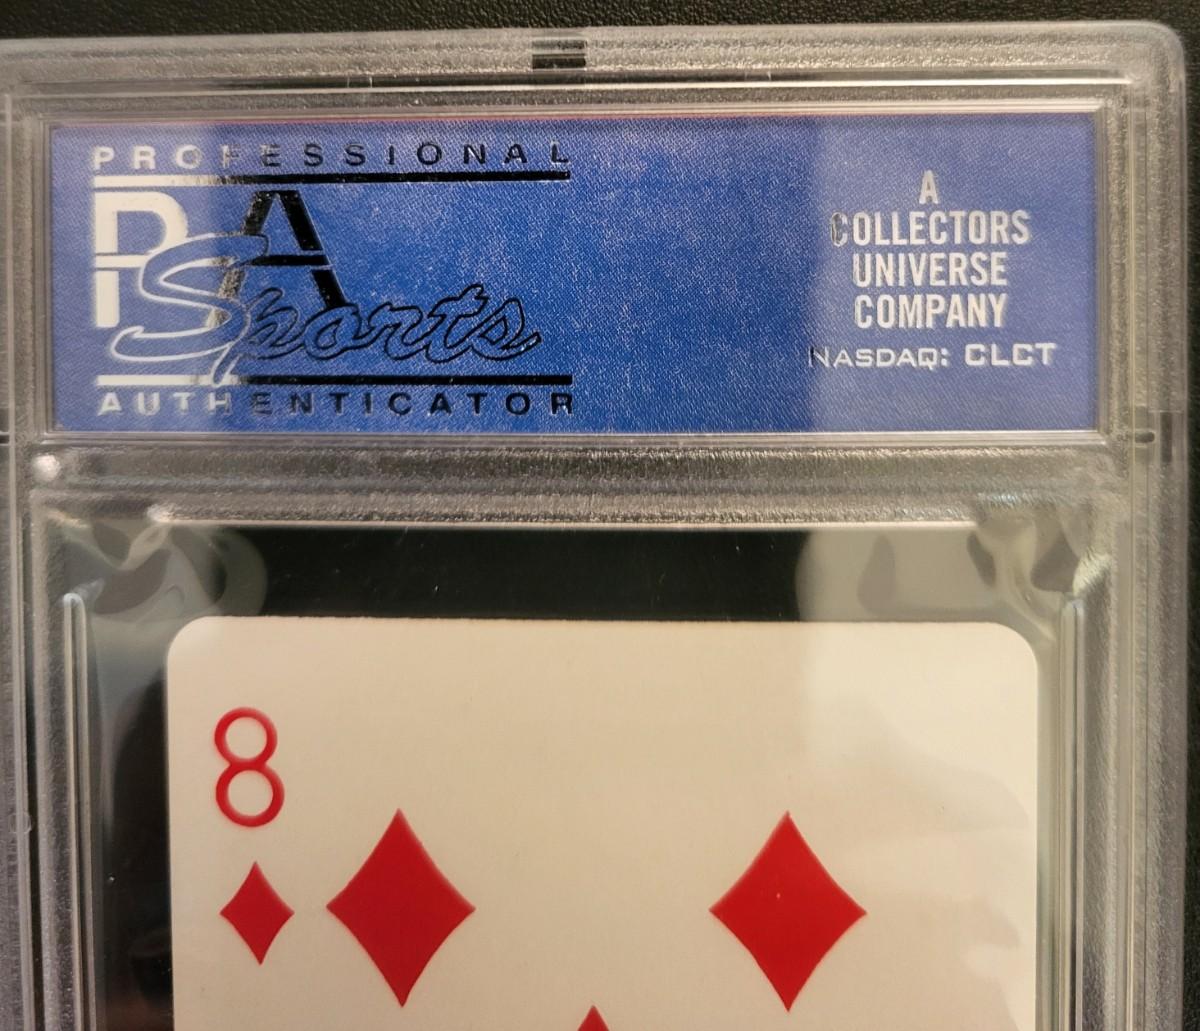 PROFESSIONAL
PSA
Sports
AUTHENTICATOR
A
COLLECTORS
UNIVERSE
COMPANY
NASDAQ: CLCT
8